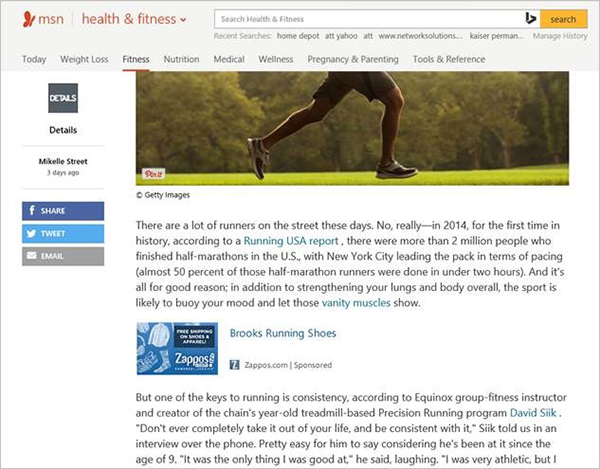 msn | health & fitness
Search Health & Fitness
search
Recent Searches: home depot att yahoo att www.networksolutions... kaiser perman... Manage History
Today Weight Loss Fitness Nutrition Medical Wellness Pregnancy & Parenting Tools & Reference
DETAILS
Details
Mikelle Street
3 days ago
SHARE
TWEET
EMAIL
Pin it
© Getty Images
There are a lot of runners on the street these days. No, really—in 2014, for the first time in
history, according to a Running USA report , there were more than 2 million people who
finished half-marathons in the U.S., with New York City leading the pack in terms of pacing
(almost 50 percent of those half-marathon runners were done in under two hours). And it's
all for good reason; in addition to strengthening your lungs and body overall, the sport is
likely to buoy your mood and let those vanity muscles show.
FREE SHIPPING
ON SHOES &
APPAREL!
Zappos
Brooks Running Shoes
Zappos.com | Sponsored
But one of the keys to running is consistency, according to Equinox group-fitness instructor
and creator of the chain's year-old treadmill-based Precision Running program David Siik .
"Don't ever completely take it out of your life, and be consistent with it," Siik told us in an
interview over the phone. Pretty easy for him to say considering he's been at it since the
age of 9. "It was the only thing I was good at," he said, laughing. "I was very athletic, but I